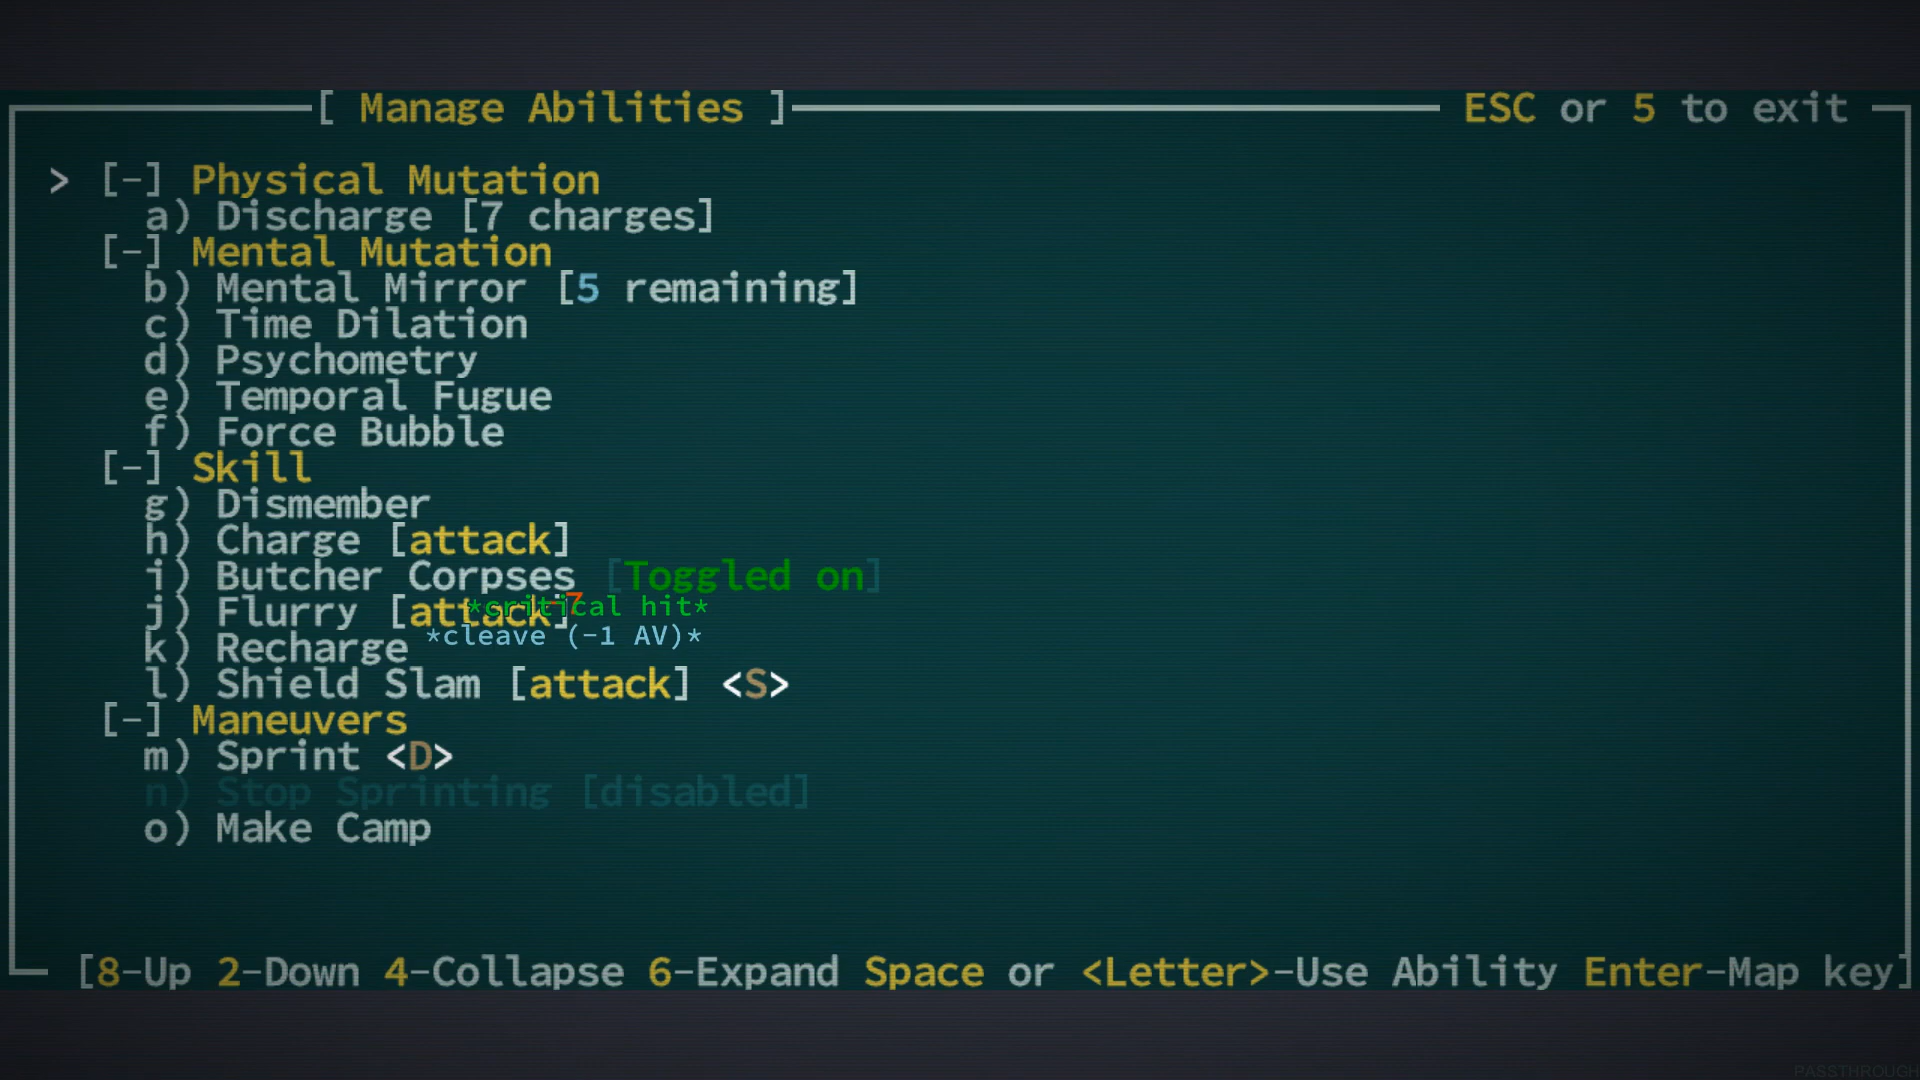 [ Manage Abilities ] ESC or 5 to exit
> [-] Physical Mutation
a) Discharge [7 charges]
[-] Mental Mutation
b) Mental Mirror [5 remaining]
c) Time Dilation
d) Psychometry
e) Temporal Fugue
f) Force Bubble
[-] Skill
g) Dismember
h) Charge [attack]
i) Butcher Corpses [Toggled on]
j) Flurry [attack]
*critical hit*
-7
*cleave (-1 AV)*
k) Recharge
l) Shield Slam [attack] <S>
[-] Maneuvers
m) Sprint <D>
n) Stop Sprinting [disabled]
o) Make Camp
[8-Up 2-Down 4-Collapse 6-Expand Space or <Letter>-Use Ability Enter-Map key]
PASSTHROUGH